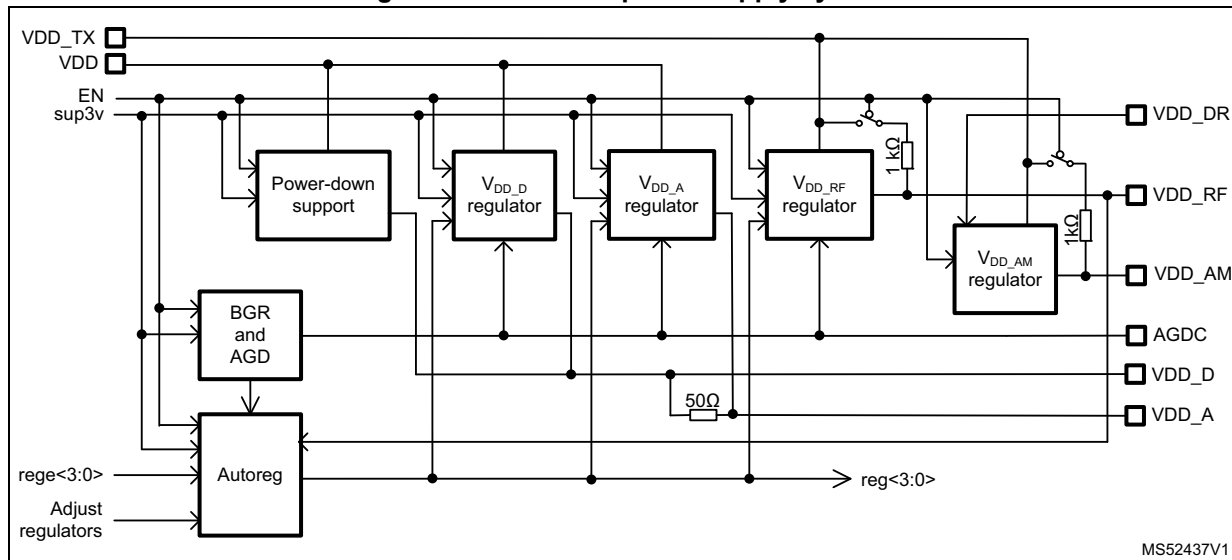 VDD_TX
VDD
EN
sup3v
Power-down
support
VDD_D
regulator
VDD_A
regulator
VDD_RF
regulator
1 kΩ
VDD_AM
regulator
1kΩ
VDD_DR
VDD_RF
VDD_AM
AGDC
VDD_D
VDD_A
BGR
and
AGD
50Ω
Autoreg
rege<3:0>
Adjust
regulators
reg<3:0>
MS52437V1